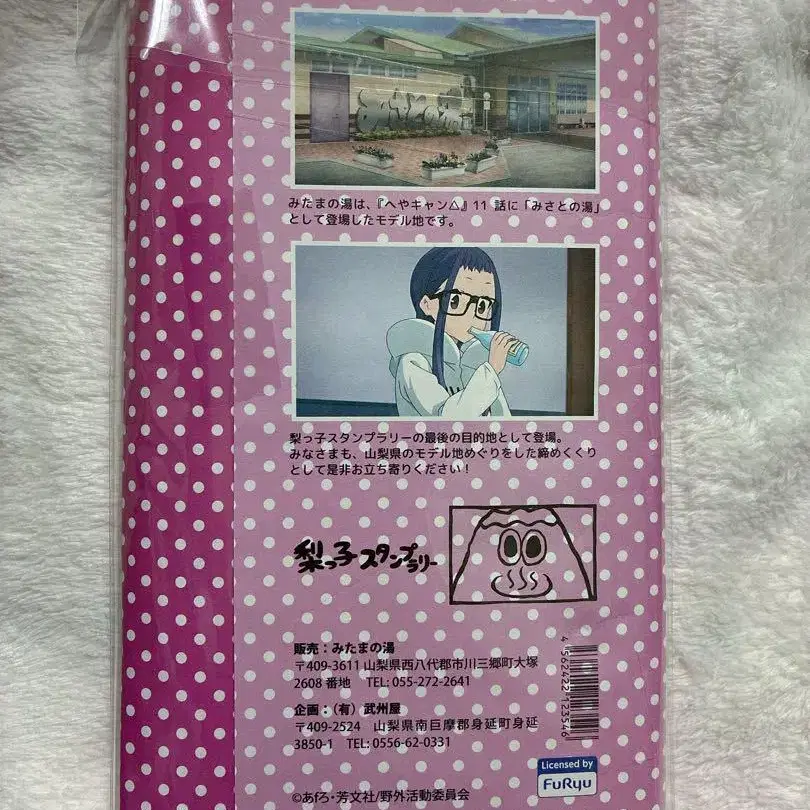 みたまの湯は、『へやキャン△』11 話に「みさとの湯」
として登場したモデル地です。
梨っ子スタンプラリーの最後の目的地として登場。
みなさまも、山梨県のモデル地めぐりをした締めくくり
として是非お立ち寄りください！
梨っ子スタンプラリー
販売：みたまの湯
〒409-3611 山梨県西八代郡市川三郷町大塚
2608 番地 TEL: 055-272-2641
企画：（有）武州屋
〒409-2524 山梨県南巨摩郡身延町身延
3850-1 TEL: 0556-62-0331
4562422123546
Licensed by
FuRyu
©あfろ・芳文社/野外活動委員会